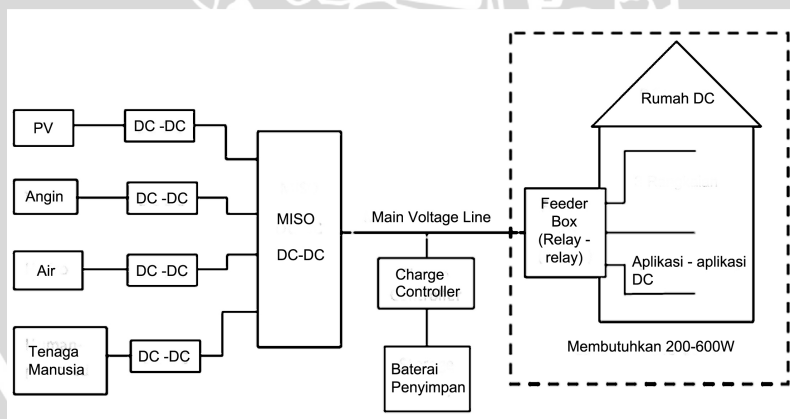 PV
DC -DC
Angin
DC -DC
Air
DC -DC
Tenaga
Manusia
DC -DC
MISO
DC-DC
Main Voltage Line
Charge
Controller
Baterai
Penyimpan
Feeder
Box
(Relay -
relay)
Rumah DC
Aplikasi - aplikasi
DC
Membutuhkan 200-600W